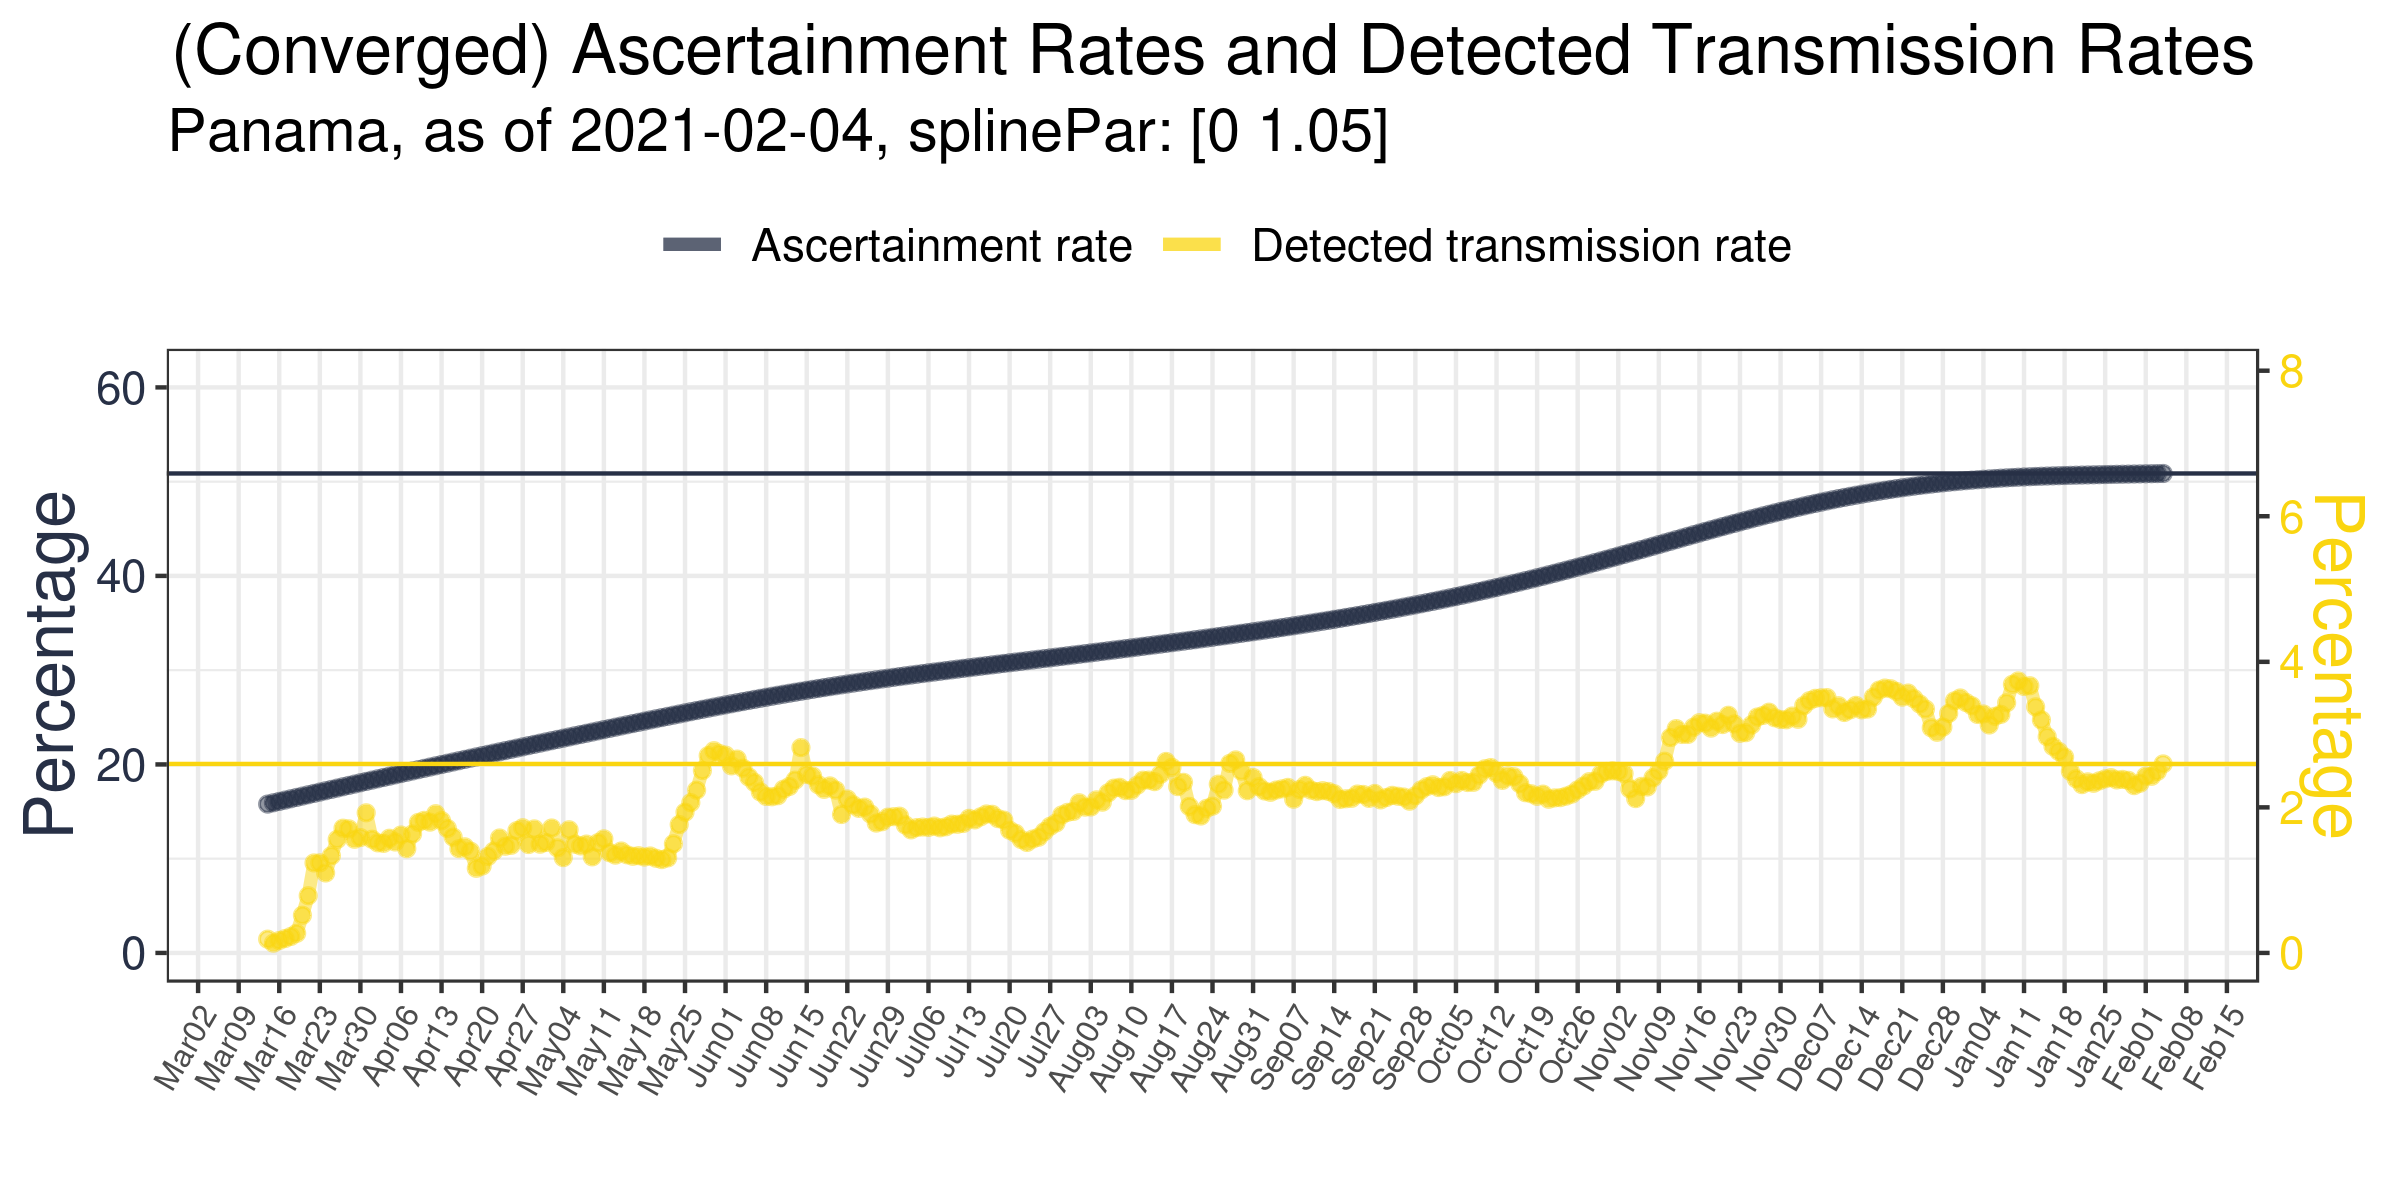 (Converged) Ascertainment Rates and Detected Transmission Rates
Panama, as of 2021-02-04, splinePar: [0 1.05]
Ascertainment rate
Detected transmission rate
Percentage
60
40
20
0
8
6
4
2
0
Percentage
Mar02
Mar09
Mar16
Mar23
Mar30
Apr06
Apr13
Apr20
Apr27
May04
May11
May18
May25
Jun01
Jun08
Jun15
Jun22
Jun29
Jul06
Jul13
Jul20
Jul27
Aug03
Aug10
Aug17
Aug24
Aug31
Sep07
Sep14
Sep21
Sep28
Oct05
Oct12
Oct19
Oct26
Nov02
Nov09
Nov16
Nov23
Nov30
Dec07
Dec14
Dec21
Dec28
Jan04
Jan11
Jan18
Jan25
Feb01
Feb08
Feb15